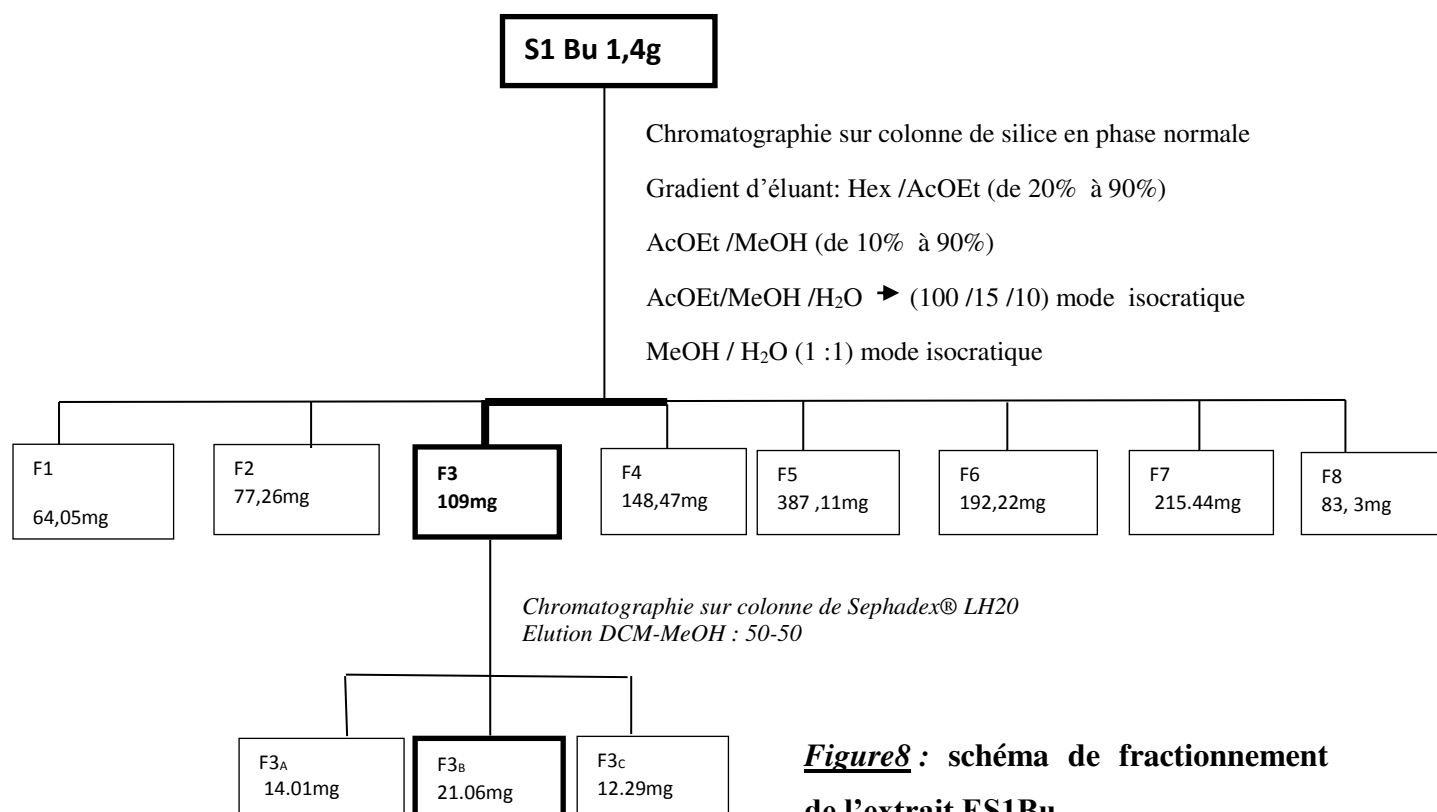 S1 Bu 1,4g
Chromatographie sur colonne de silice en phase normale
Gradient d’éluant: Hex /AcOEt (de 20% à 90%)
AcOEt /MeOH (de 10% à 90%)
AcOEt/MeOH /H₂O ➤ (100 /15 /10) mode isocratique
MeOH / H₂O (1 :1) mode isocratique
F1
64,05mg
F2
77,26mg
F3
109mg
F4
148,47mg
F5
387 ,11mg
F6
192,22mg
F7
215.44mg
F8
83, 3mg
Chromatographie sur colonne de Sephadex® LH20
Elution DCM-MeOH : 50-50
F3A
14.01mg
F3B
21.06mg
F3C
12.29mg
Figure8 : schéma de fractionnement
de l’extrait ES1Bu